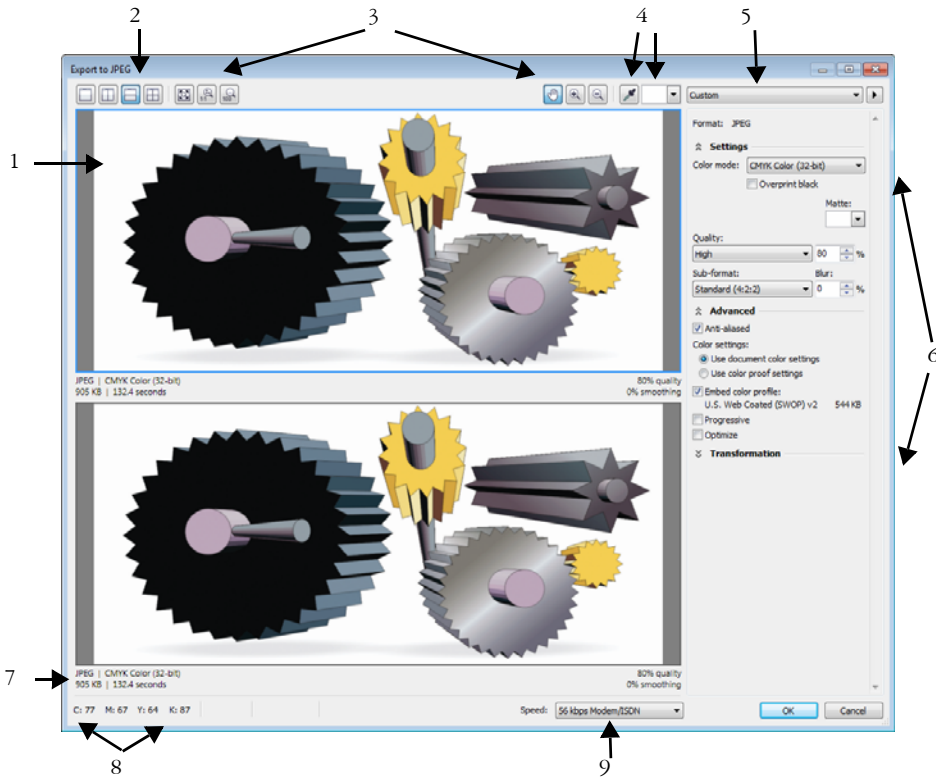 2
3
4
5
Export to JPEG
Custom
1
Format: JPEG
Settings
Color mode: CMYK Color (32-bit)
Overprint black
Matte:
Quality:
High 80 %
Sub-format: Blur:
Standard (4:2:2) 0 %
Advanced
Anti-aliased
Color settings:
Use document color settings
Use color proof settings
Embed color profile:
U.S. Web Coated (SWOP) v2 544 KB
Progressive
Optimize
Transformation
6
JPEG | CMYK Color (32-bit) 80% quality
905 KB | 132.4 seconds 0% smoothing
JPEG | CMYK Color (32-bit) 80% quality
905 KB | 132.4 seconds 0% smoothing
7
C: 77 M: 67 Y: 64 K: 87
Speed: 56 kbps Modem/ISDN
OK Cancel
8
9